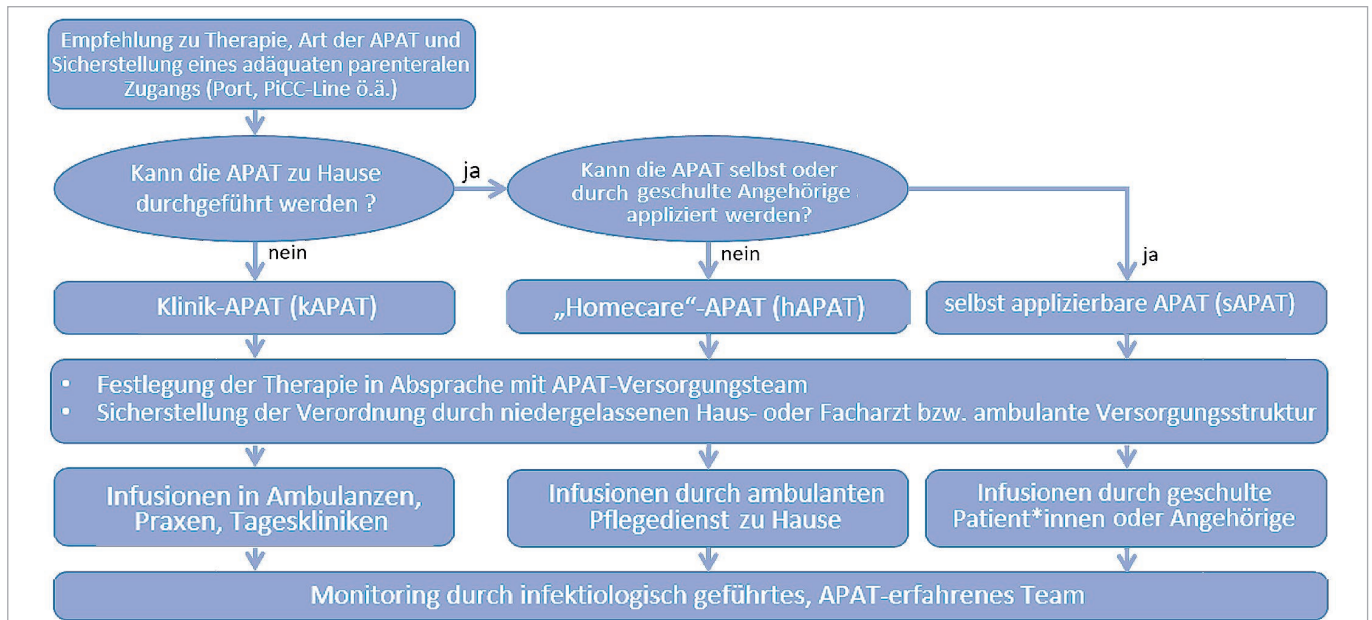 Empfehlung zu Therapie, Art der APAT und
Sicherstellung eines adäquaten parenteralen
Zugangs (Port, PiCC-Line ö.ä.)
Kann die APAT zu Hause
durchgeführt werden ?
ja
Kann die APAT selbst oder
durch geschulte Angehörige
appliziert werden?
nein
nein
ja
Klinik-APAT (kAPAT)
„Homecare“-APAT (hAPAT)
selbst applizierbare APAT (sAPAT)
• Festlegung der Therapie in Absprache mit APAT-Versorgungsteam
• Sicherstellung der Verordnung durch niedergelassenen Haus- oder Facharzt bzw. ambulante Versorgungsstruktur
Infusionen in Ambulanzen,
Praxen, Tageskliniken
Infusionen durch ambulanten
Pflegedienst zu Hause
Infusionen durch geschulte
Patient*innen oder Angehörige
Monitoring durch infektiologisch geführtes, APAT-erfahrenes Team